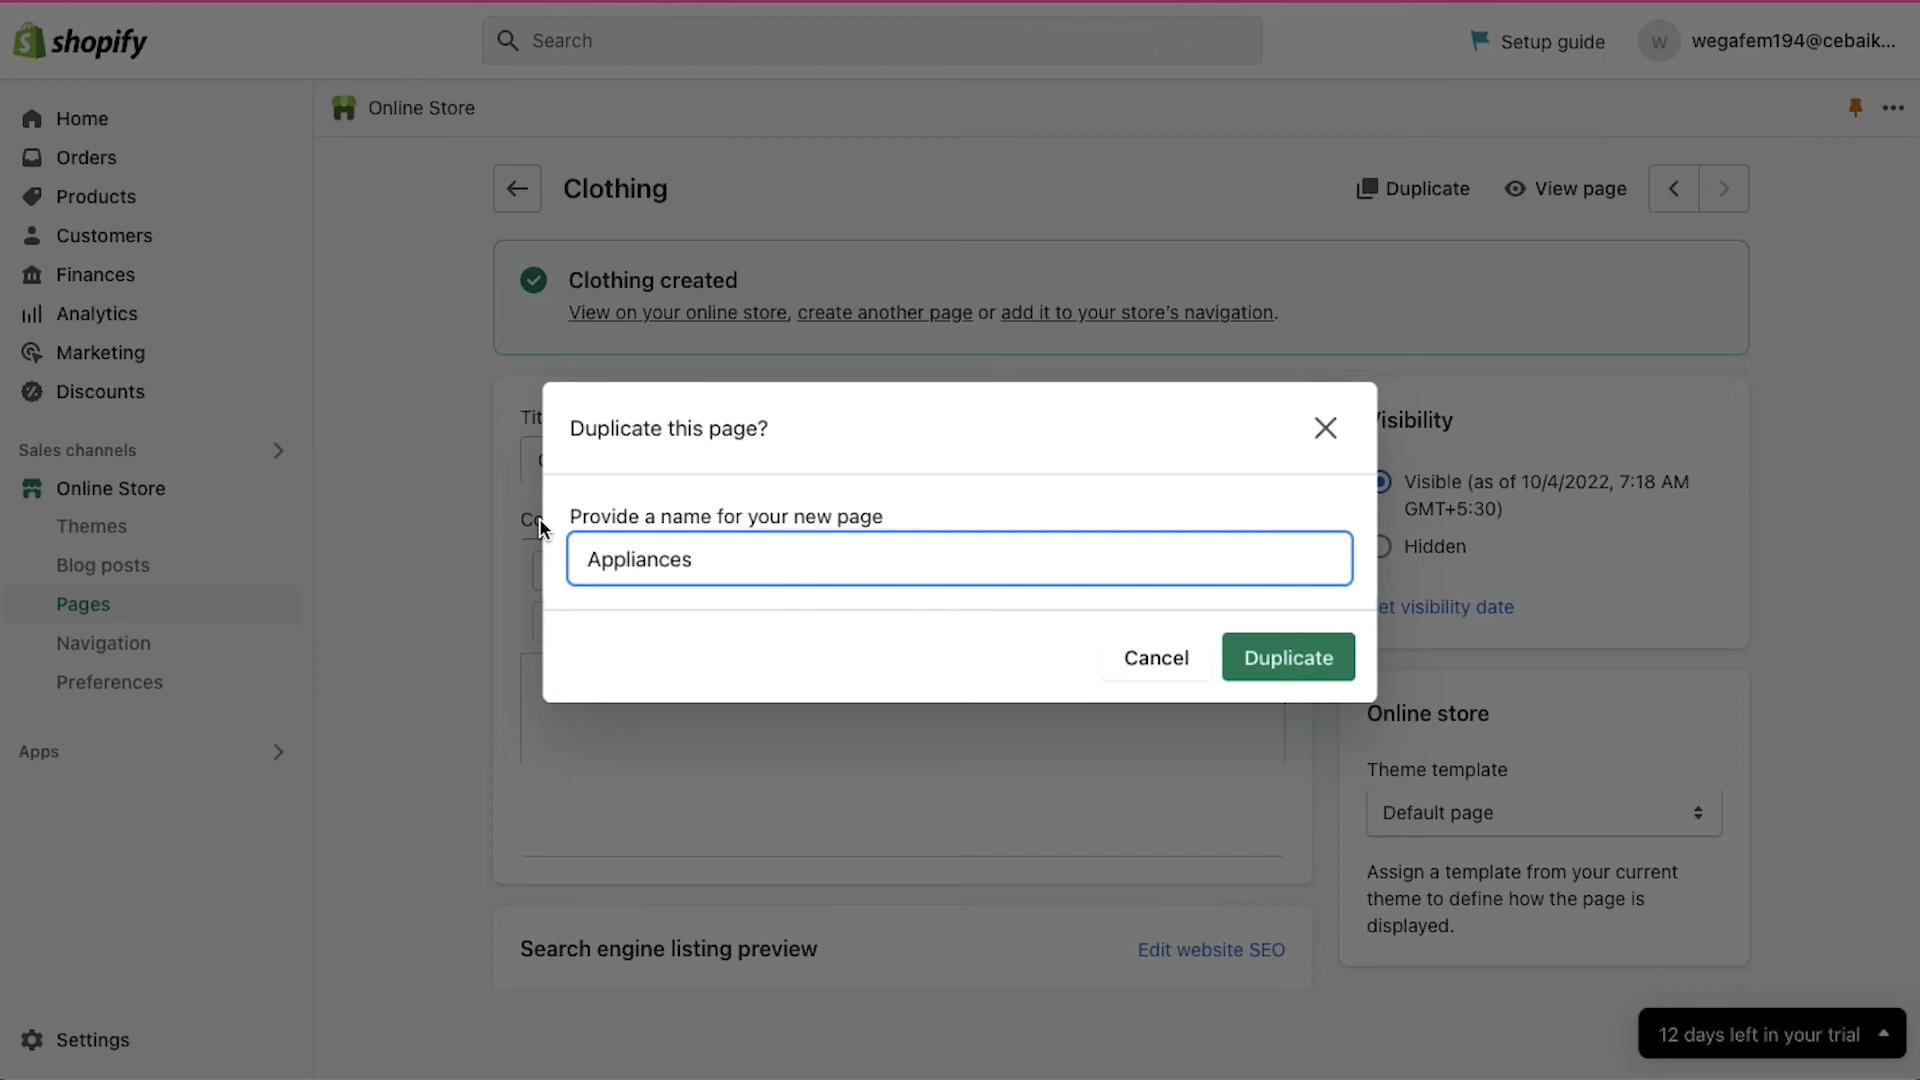 shopify
Search
Setup guide
W
wegafem194@cebaik...
Home
Orders
Products
Customers
Finances
Analytics
Marketing
Discounts
Sales channels
Online Store
Themes
Blog posts
Pages
Navigation
Preferences
Apps
Settings
Online Store
Clothing
Duplicate
View page
Clothing created
View on your online store, create another page or add it to your store's navigation.
Duplicate this page?
Provide a name for your new page
Appliances
Cancel
Duplicate
Visible (as of 10/4/2022, 7:18 AM
GMT+5:30)
Hidden
visibility date
Online store
Theme template
Default page
Assign a template from your current
theme to define how the page is
displayed.
Search engine listing preview
Edit website SEO
12 days left in your trial